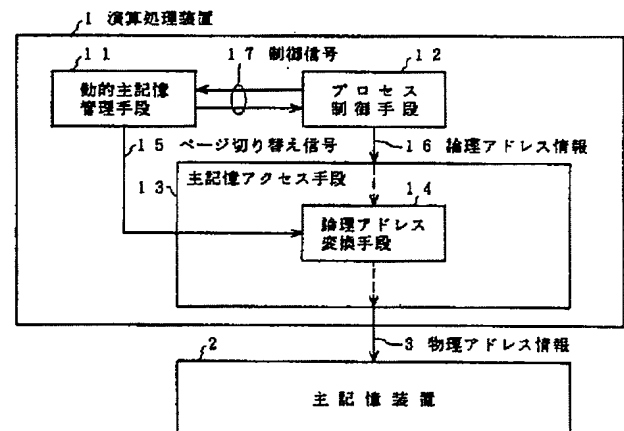 1 演算処理装置
11
17 制御信号
12
動的主記憶
管理手段
プロセス
制御手段
15 ページ切り替え信号
16 論理アドレス情報
主記憶アクセス手段
13
14
論理アドレス
変換手段
3 物理アドレス情報
2
主記憶装置